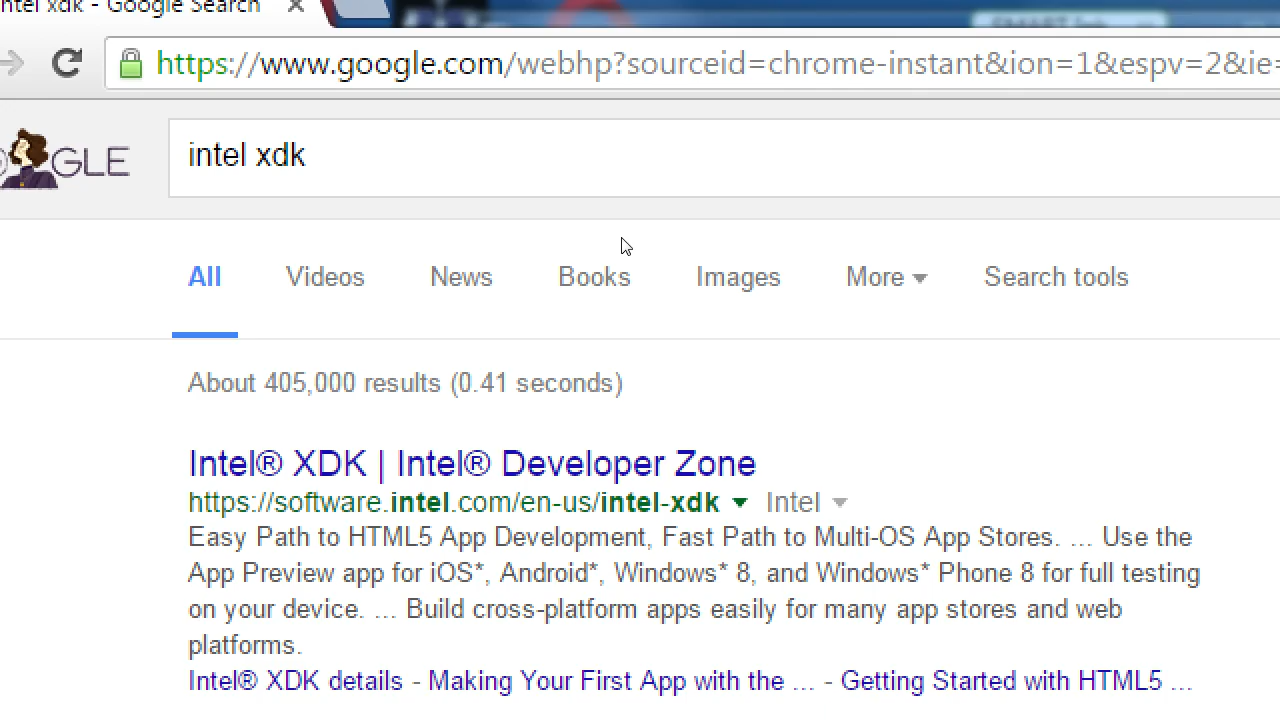 ntel xdk - Google Search
https://www.google.com/webhp?sourceid=chrome-instant&ion=1&espv=2&ie=
GLE
intel xdk
All Videos News Books Images More Search tools
About 405,000 results (0.41 seconds)
Intel® XDK | Intel® Developer Zone
https://software.intel.com/en-us/intel-xdk Intel
Easy Path to HTML5 App Development, Fast Path to Multi-OS App Stores. ... Use the
App Preview app for iOS*, Android*, Windows* 8, and Windows* Phone 8 for full testing
on your device. ... Build cross-platform apps easily for many app stores and web
platforms.
Intel® XDK details - Making Your First App with the ... - Getting Started with HTML5 ...